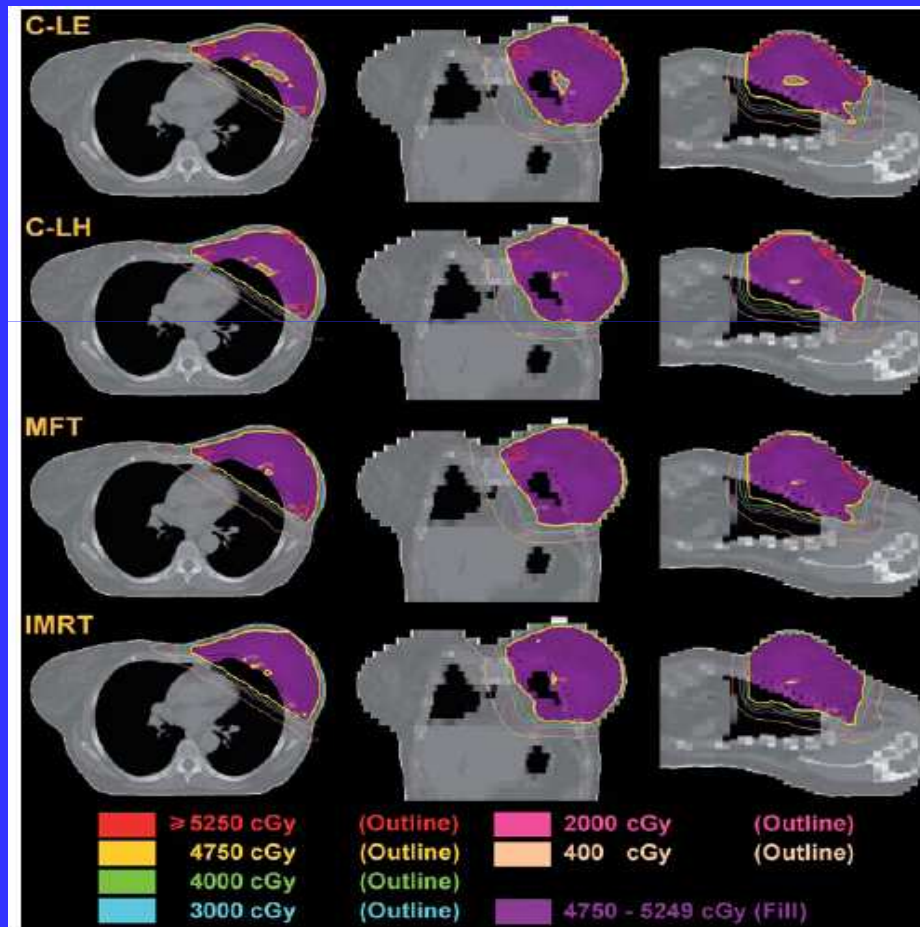 C-LE
C-LH
MFT
IMRT
≥ 5250 cGy (Outline) 2000 cGy (Outline)
4750 cGy (Outline) 400 cGy (Outline)
4000 cGy (Outline)
3000 cGy (Outline) 4750 - 5249 cGy (Fill)